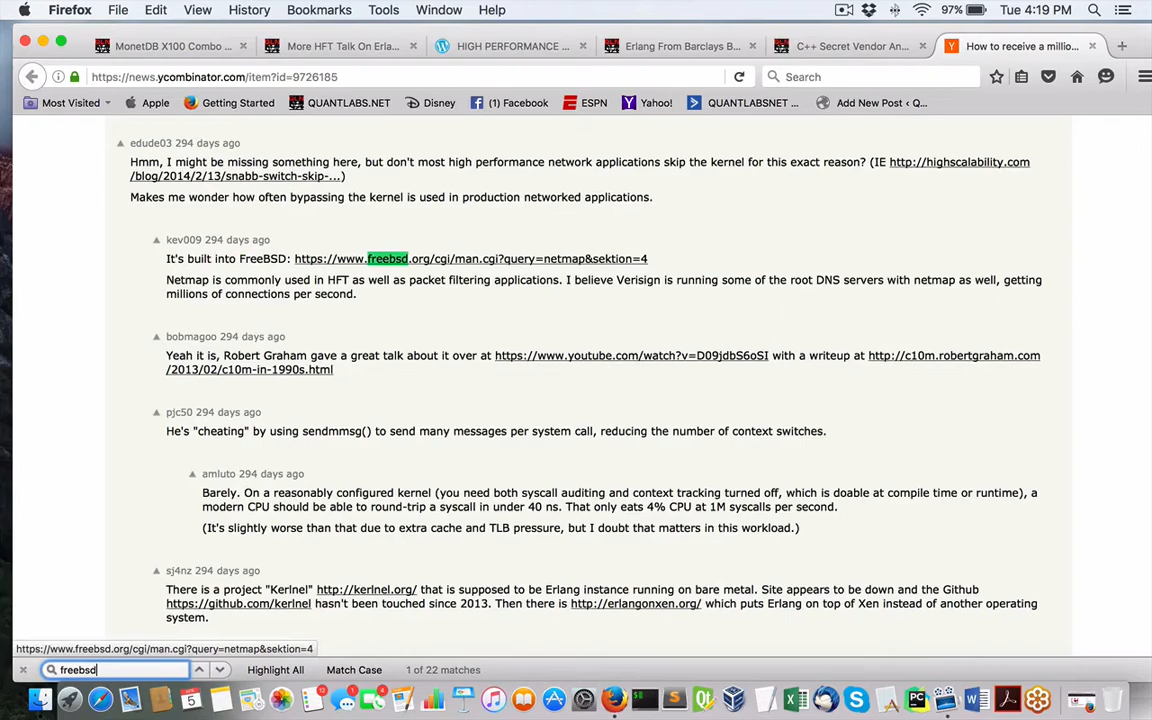 Firefox File Edit View History Bookmarks Tools Window Help 97% Tue 4:19 PM
MonetDB X100 Combo ... × More HFT Talk On Erla... × HIGH PERFORMANCE ... × Erlang From Barclays B... × C++ Secret Vendor An... × How to receive a millio... ×
https://news.ycombinator.com/item?id=9726185 Search
Most Visited Apple Getting Started QUANTLABS.NET Disney (1) Facebook ESPN Yahoo! QUANTLABSNET ... Add New Post ‹ Q...
edude03 294 days ago
Hmm, I might be missing something here, but don't most high performance network applications skip the kernel for this exact reason? (IE http://highscalability.com
/blog/2014/2/13/snabb-switch-skip-...)
Makes me wonder how often bypassing the kernel is used in production networked applications.
kev009 294 days ago
It's built into FreeBSD: https://www.freebsd.org/cgi/man.cgi?query=netmap&sektion=4
Netmap is commonly used in HFT as well as packet filtering applications. I believe Verisign is running some of the root DNS servers with netmap as well, getting
millions of connections per second.
bobmagoo 294 days ago
Yeah it is, Robert Graham gave a great talk about it over at https://www.youtube.com/watch?v=D09jdbS6oSI with a writeup at http://c10m.robertgraham.com
/2013/02/c10m-in-1990s.html
pjc50 294 days ago
He's "cheating" by using sendmmsg() to send many messages per system call, reducing the number of context switches.
amluto 294 days ago
Barely. On a reasonably configured kernel (you need both syscall auditing and context tracking turned off, which is doable at compile time or runtime), a
modern CPU should be able to round-trip a syscall in under 40 ns. That only eats 4% CPU at 1M syscalls per second.
(It's slightly worse than that due to extra cache and TLB pressure, but I doubt that matters in this workload.)
sj4nz 294 days ago
There is a project "Kerlnel" http://kerlnel.org/ that is supposed to be Erlang instance running on bare metal. Site appears to be down and the Github
https://github.com/kerlnel hasn't been touched since 2013. Then there is http://erlangonxen.org/ which puts Erlang on top of Xen instead of another operating
system.
https://www.freebsd.org/cgi/man.cgi?query=netmap&sektion=4
freebsd Highlight All Match Case 1 of 22 matches